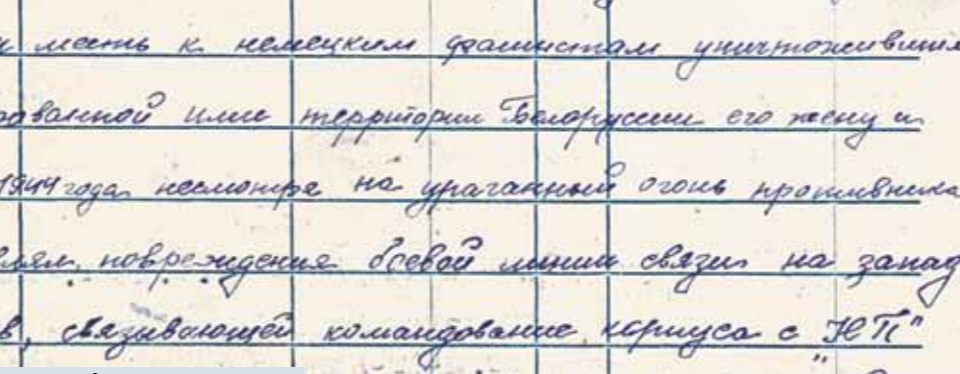 и месть к немецким фашистам уничтожившим
рованной ими территории Белоруссии его жену и
1944 года несмотря на ураганный огонь противника
влял повреждения боевой линии связи на запад
в, связывающей командование корпуса с "НП"